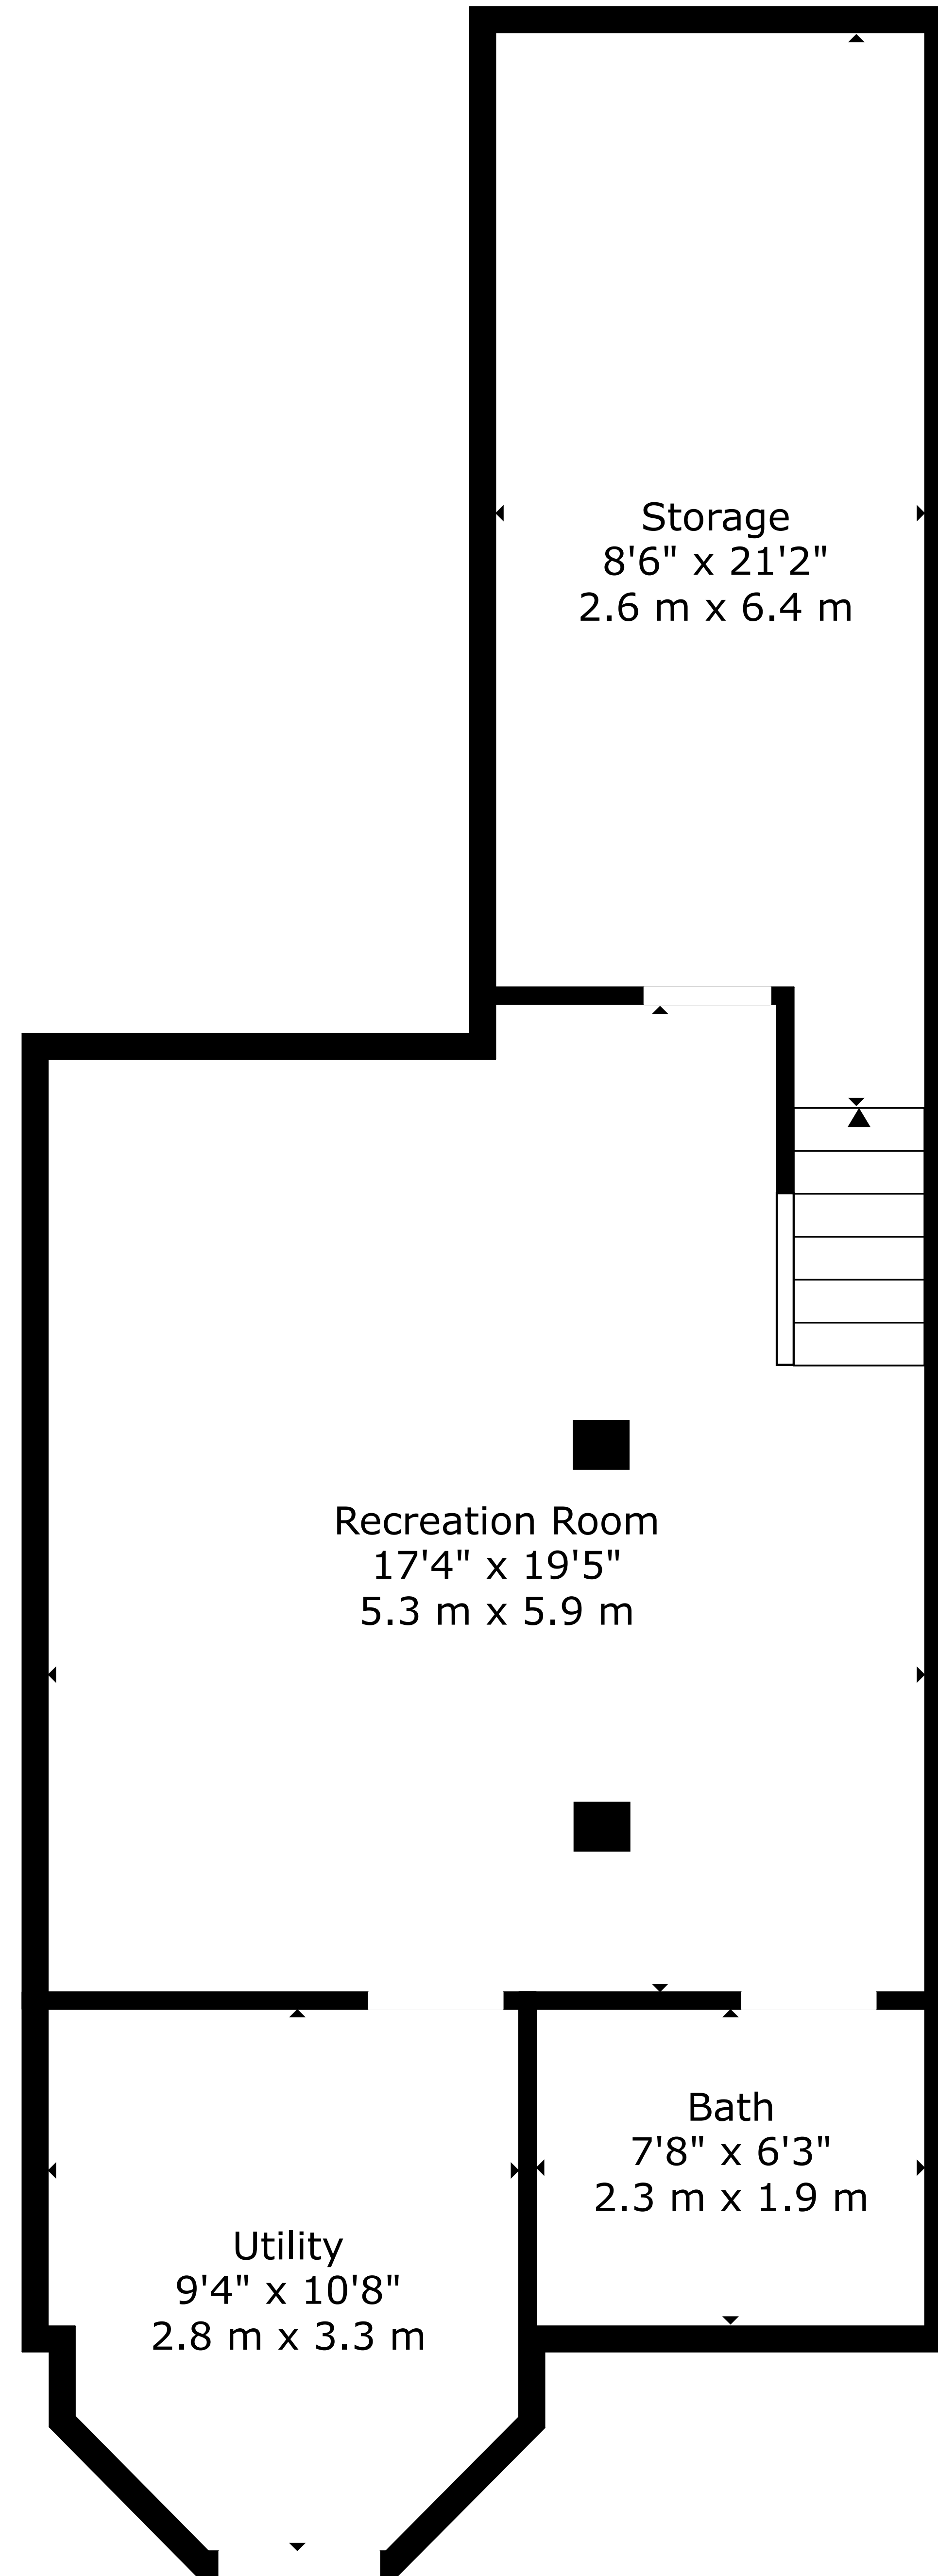 Storage
8'6" x 21'2"
2.6 m x 6.4 m
Recreation Room
17'4" x 19'5"
5.3 m x 5.9 m
Bath
7'8" x 6'3"
2.3 m x 1.9 m
Utility
9'4" x 10'8"
2.8 m x 3.3 m